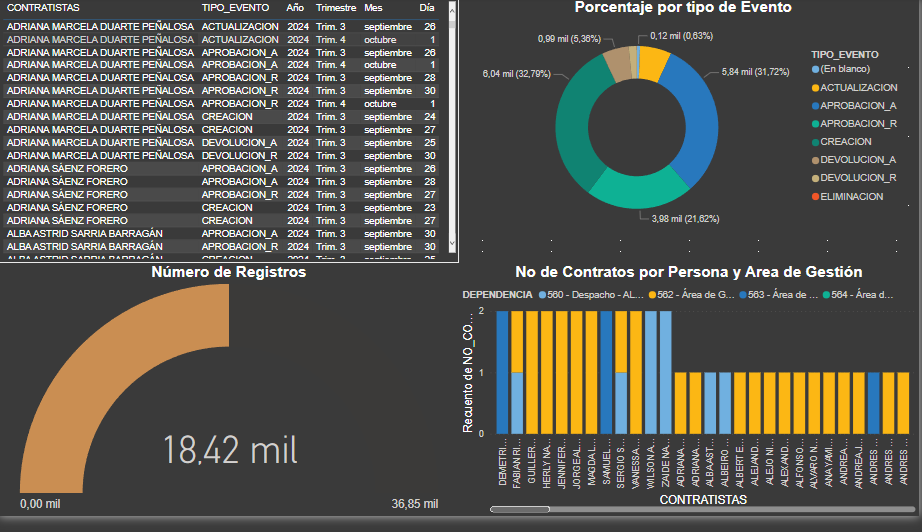 CONTRATISTAS TIPO_EVENTO Año Trimestre Mes Día
ADRIANA MARCELA DUARTE PEÑALOSA ACTUALIZACION 2024 Trim. 3 septiembre 26
ADRIANA MARCELA DUARTE PEÑALOSA ACTUALIZACION 2024 Trim. 4 octubre 1
ADRIANA MARCELA DUARTE PEÑALOSA APROBACION_A 2024 Trim. 3 septiembre 26
ADRIANA MARCELA DUARTE PEÑALOSA APROBACION_A 2024 Trim. 4 octubre 1
ADRIANA MARCELA DUARTE PEÑALOSA APROBACION_R 2024 Trim. 3 septiembre 28
ADRIANA MARCELA DUARTE PEÑALOSA APROBACION_R 2024 Trim. 3 septiembre 30
ADRIANA MARCELA DUARTE PEÑALOSA APROBACION_R 2024 Trim. 4 octubre 1
ADRIANA MARCELA DUARTE PEÑALOSA CREACION 2024 Trim. 3 septiembre 24
ADRIANA MARCELA DUARTE PEÑALOSA CREACION 2024 Trim. 3 septiembre 27
ADRIANA MARCELA DUARTE PEÑALOSA DEVOLUCION_A 2024 Trim. 3 septiembre 25
ADRIANA MARCELA DUARTE PEÑALOSA DEVOLUCION_R 2024 Trim. 3 septiembre 30
ADRIANA SÁENZ FORERO APROBACION_A 2024 Trim. 3 septiembre 26
ADRIANA SÁENZ FORERO APROBACION_A 2024 Trim. 3 septiembre 28
ADRIANA SÁENZ FORERO APROBACION_R 2024 Trim. 3 septiembre 27
ADRIANA SÁENZ FORERO CREACION 2024 Trim. 3 septiembre 23
ADRIANA SÁENZ FORERO CREACION 2024 Trim. 3 septiembre 27
ALBA ASTRID SARRIA BARRAGÁN APROBACION_A 2024 Trim. 3 septiembre 30
ALBA ASTRID SARRIA BARRAGÁN APROBACION_R 2024 Trim. 3 septiembre 30
ALBA ASTRID SARRIA BARRAGÁN CREACION 2024 Trim. 3 septiembre 25
Porcentaje por tipo de Evento
0,12 mil (0,63%)
0,99 mil (5,36%)
6,04 mil (32,79%)
5,84 mil (31,72%)
3,98 mil (21,62%)
TIPO_EVENTO
(En blanco)
ACTUALIZACION
APROBACION_A
APROBACION_R
CREACION
DEVOLUCION_A
DEVOLUCION_R
ELIMINACION
Número de Registros
18,42 mil
0,00 mil
36,85 mil
No de Contratos por Persona y Area de Gestión
DEPENDENCIA 560 - Despacho - AL... 562 - Área de G... 563 - Área de ... 564 - Área d...
Recuento de NO_CO...
2
1
0
DEMETRI...
FABIAN RI...
GUILLER...
HERLY NA...
JENNIFER...
JORGE AL...
MAGDA L...
SAMUEL ...
SERGIO S...
VANESSA...
WILSON A...
ZAIDE NA...
ADRIANA...
ADRIANA...
ALBA AST...
ALBEIRO ...
ALBERT E...
ALEJAND...
ALEJO NI...
ALEXAND...
ALFONSO...
ALVARO N...
ANA YAMI...
ANDREA...
ANDREA J...
ANDRES ...
ANDRES ...
ANDRES ...
CONTRATISTAS